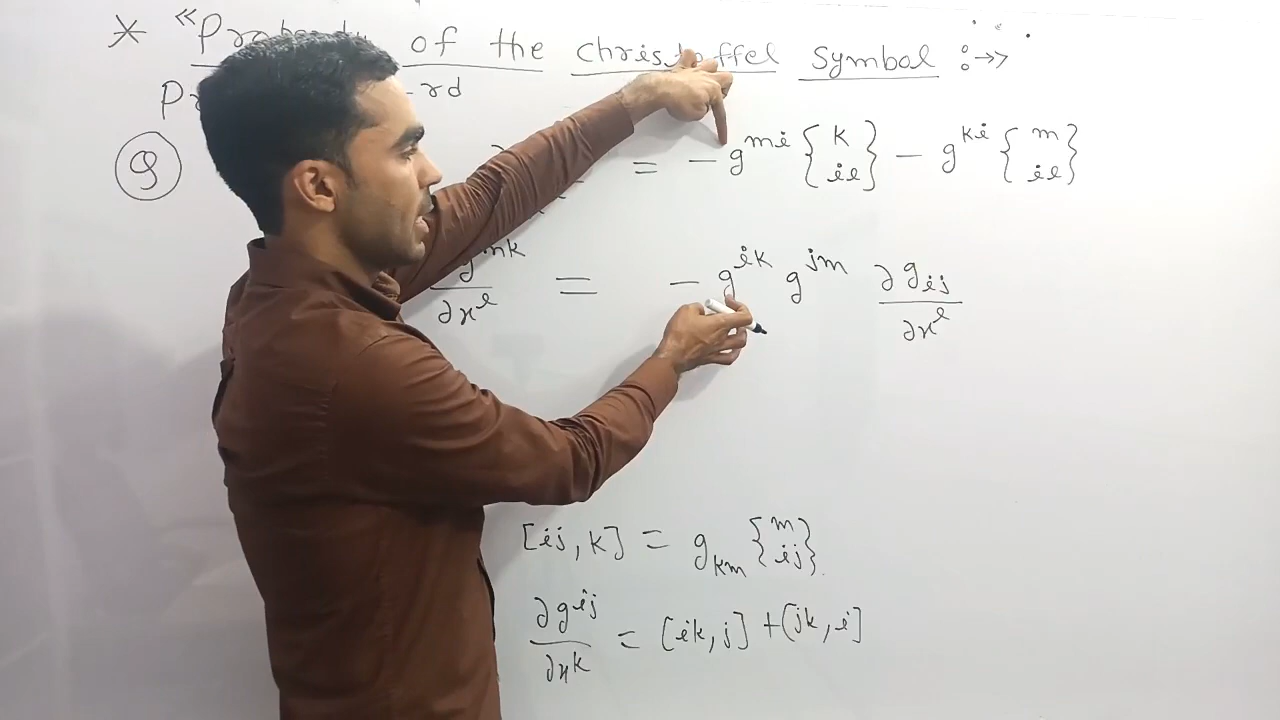 * "Property of the Christoffel Symbol :→
rd
9 = - g^{mi} { k / il } - g^{ki} { m / il }
g^{mk} / ∂x^l = - g^{ik} g^{jm} ∂g_{ij} / ∂x^l
[ij, k] = g_{km} { m / ij }
∂g^{ij} / ∂x^k = [ik, j] + [jk, i]